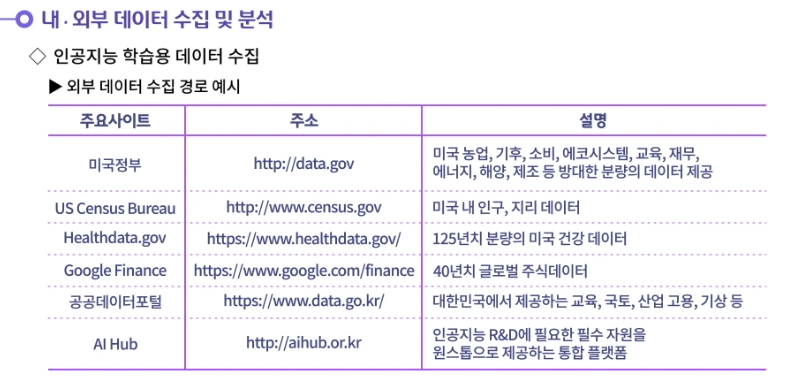 내 · 외부 데이터 수집 및 분석
◇ 인공지능 학습용 데이터 수집
▶ 외부 데이터 수집 경로 예시
주요사이트 주소 설명
미국정부 http://data.gov 미국 농업, 기후, 소비, 에코시스템, 교육, 재무,
에너지, 해양, 제조 등 방대한 분량의 데이터 제공
US Census Bureau http://www.census.gov 미국 내 인구, 지리 데이터
Healthdata.gov https://www.healthdata.gov/ 125년치 분량의 미국 건강 데이터
Google Finance https://www.google.com/finance 40년치 글로벌 주식데이터
공공데이터포털 https://www.data.go.kr/ 대한민국에서 제공하는 교육, 국토, 산업 고용, 기상 등
AI Hub http://aihub.or.kr 인공지능 R&D에 필요한 필수 자원을
원스톱으로 제공하는 통합 플랫폼